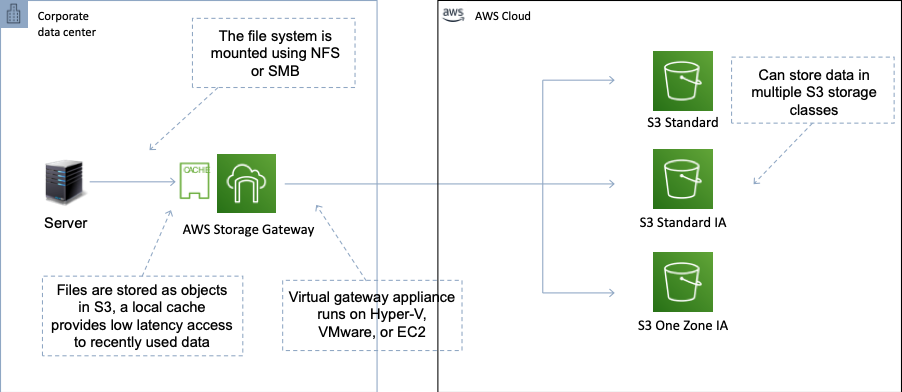 Corporate
data center
The file system is
mounted using NFS
or SMB
aws
AWS Cloud
S3 Standard
Can store data in
multiple S3 storage
classes
CACHE
Server
AWS Storage Gateway
S3 Standard IA
Files are stored as objects
in S3, a local cache
provides low latency access
to recently used data
Virtual gateway appliance
runs on Hyper-V,
VMware, or EC2
S3 One Zone IA